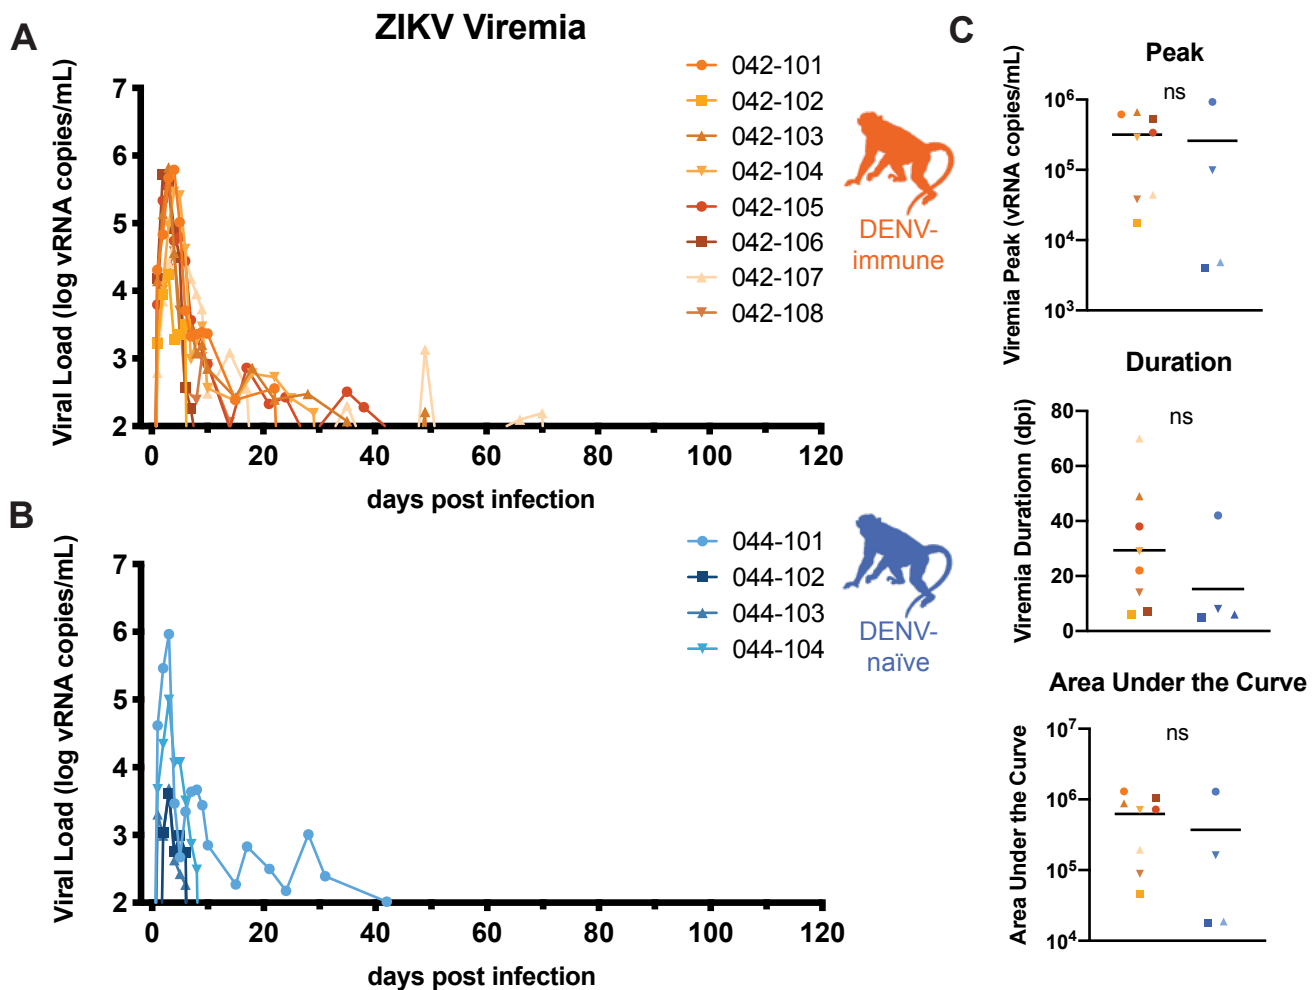 ZIKV Viremia
A
Viral Load (log vRNA copies/mL)
7
6
5
4
3
2
0
20
40
60
80
100
120
days post infection
042-101
042-102
042-103
042-104
042-105
042-106
042-107
042-108
DENV-
immune
B
Viral Load (log vRNA copies/mL)
7
6
5
4
3
2
0
20
40
60
80
100
120
days post infection
044-101
044-102
044-103
044-104
DENV-
naïve
C
Peak
ns
Viremia Peak (vRNA copies/mL)
10⁶
10⁵
10⁴
10³
Duration
ns
Viremia Durationn (dpi)
80
60
40
20
0
Area Under the Curve
ns
Area Under the Curve
10⁷
10⁶
10⁵
10⁴